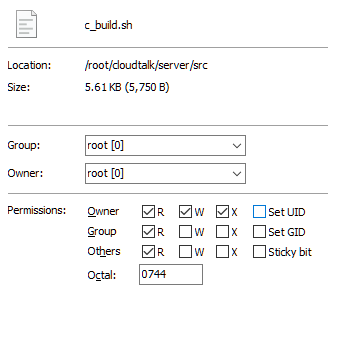 c_build.sh
Location: /root/cloudtalk/server/src
Size: 5.61 KB (5,750 B)
Group: root [0]
Owner: root [0]
Permissions: Owner R W X Set UID
Group R W X Set GID
Others R W X Sticky bit
Octal: 0744